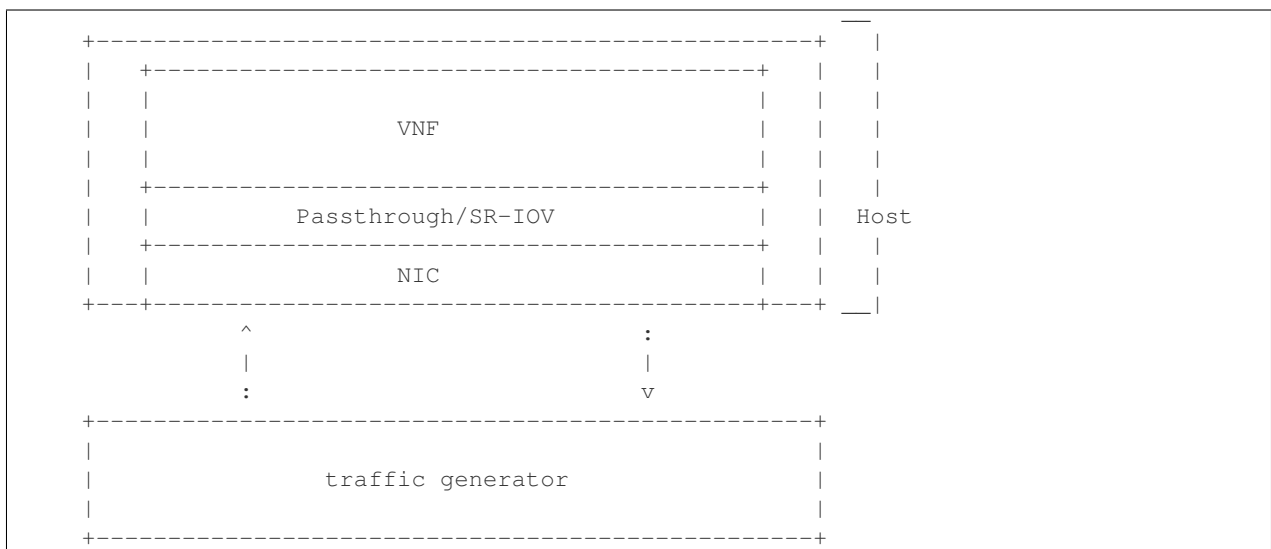 VNF
Passthrough/SR-IOV
Host
NIC
traffic generator